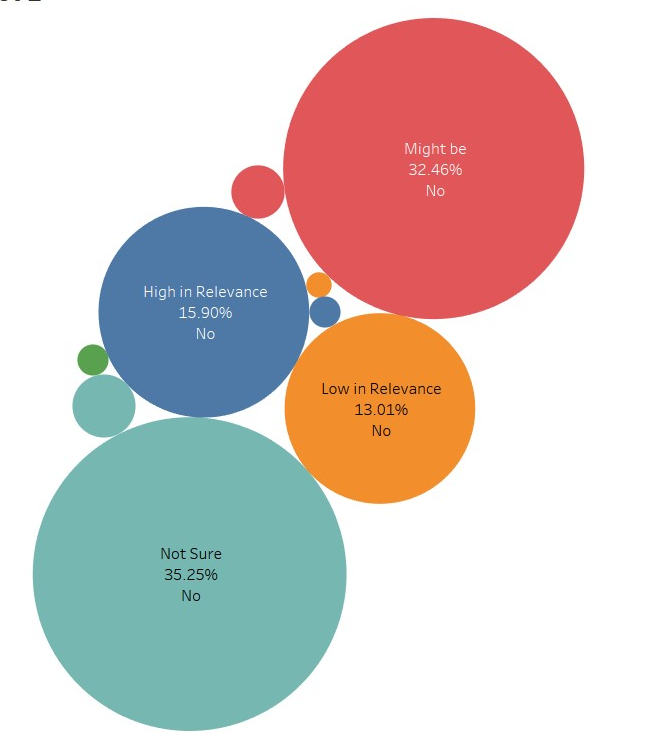 Might be
32.46%
No
High in Relevance
15.90%
No
Low in Relevance
13.01%
No
Not Sure
35.25%
No